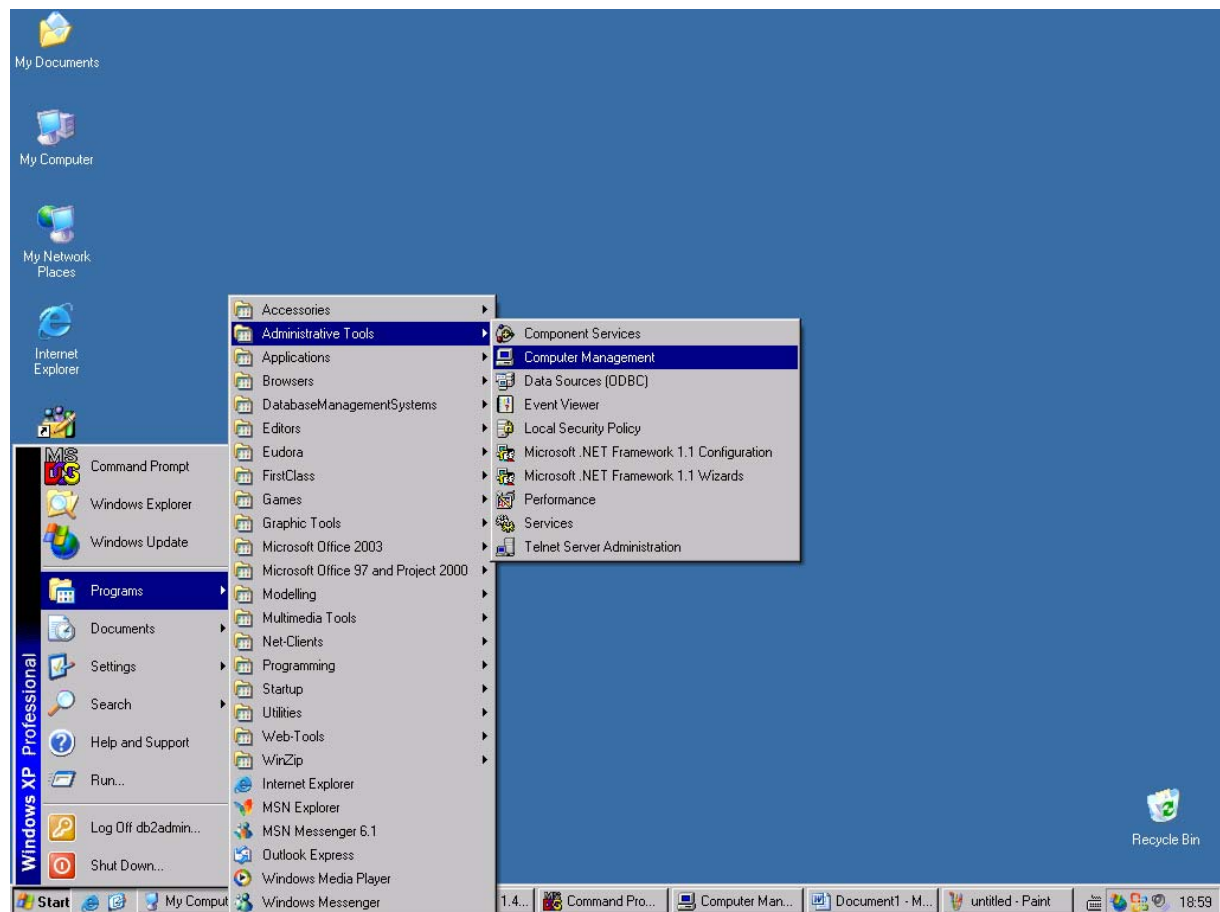 My Documents
My Computer
My Network
Places
Internet
Explorer
Command Prompt
Windows Explorer
Windows Update
Programs
Documents
Settings
Search
Help and Support
Run...
Log Off db2admin...
Shut Down...
Windows XP Professional
Accessories
Administrative Tools
Applications
Browsers
DatabaseManagementSystems
Editors
Eudora
FirstClass
Games
Graphic Tools
Microsoft Office 2003
Microsoft Office 97 and Project 2000
Modelling
Multimedia Tools
Net-Clients
Programming
Startup
Utilities
Web-Tools
WinZip
Internet Explorer
MSN Explorer
MSN Messenger 6.1
Outlook Express
Windows Media Player
Windows Messenger
Component Services
Computer Management
Data Sources (ODBC)
Event Viewer
Local Security Policy
Microsoft .NET Framework 1.1 Configuration
Microsoft .NET Framework 1.1 Wizards
Performance
Services
Telnet Server Administration
Recycle Bin
Start
My Comput
1.4...
Command Pro...
Computer Man...
Document1 - M...
untitled - Paint
18:59